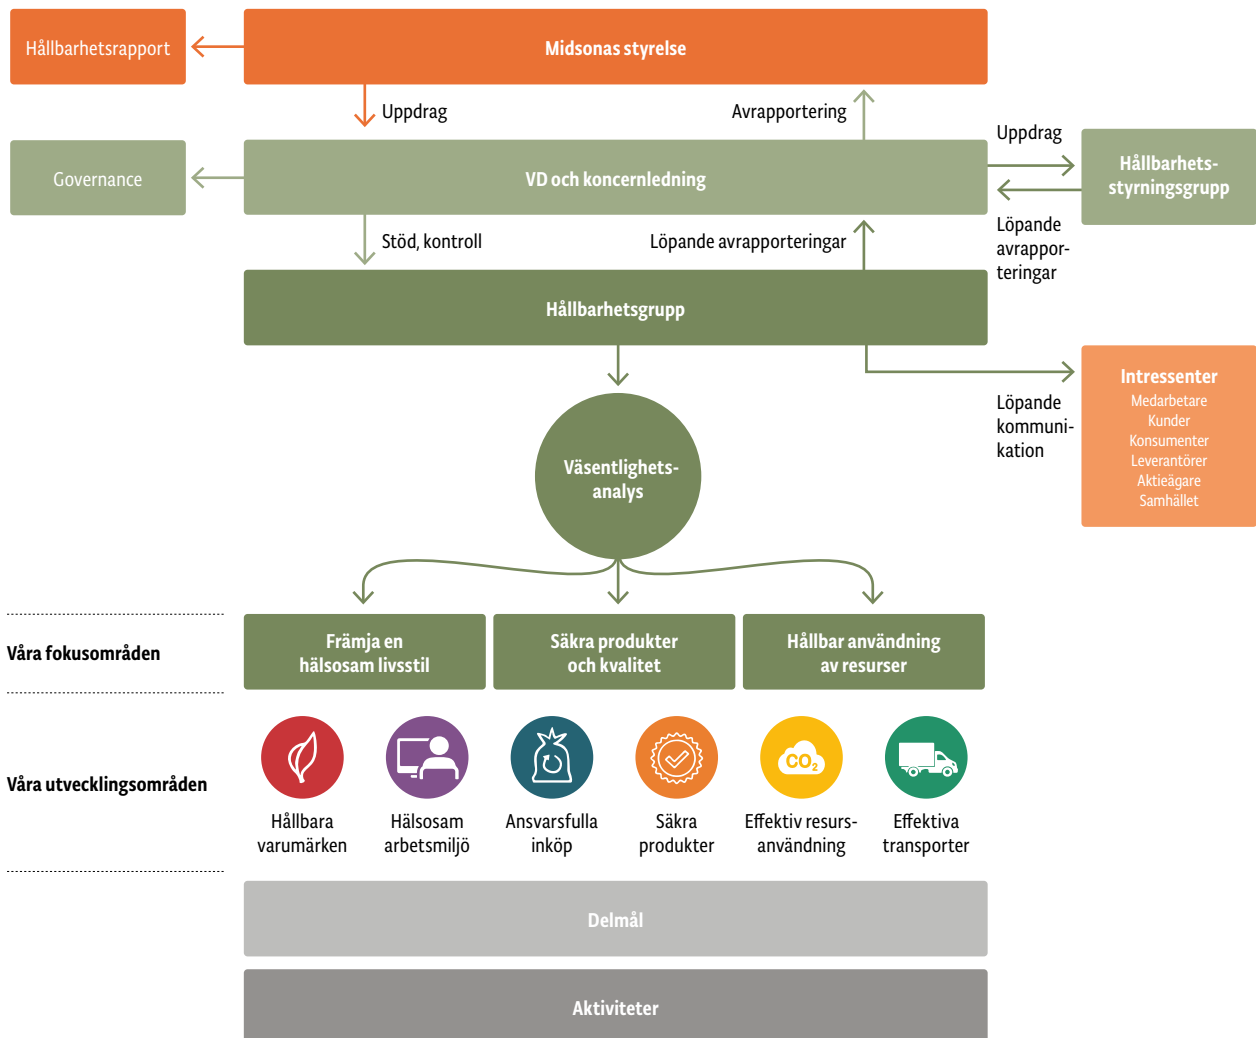 Hållbarhetsrapport
Midsonas styrelse
Uppdrag
Avrapportering
Governance
VD och koncernledning
Uppdrag
Hållbarhets-
styrningsgrupp
Löpande
avrappor-
teringar
Stöd, kontroll
Löpande avrapporteringar
Hållbarhetsgrupp
Intressenter
Medarbetare
Kunder
Konsumenter
Leverantörer
Aktieägare
Samhället
Löpande
kommuni-
kation
Väsentlighets-
analys
Våra fokusområden
Främja en
hälsosam livsstil
Säkra produkter
och kvalitet
Hållbar användning
av resurser
Våra utvecklingsområden
CO₂
Hållbara
varumärken
Hälsosam
arbetsmiljö
Ansvarsfulla
inköp
Säkra
produkter
Effektiv resurs-
användning
Effektiva
transporter
Delmål
Aktiviteter